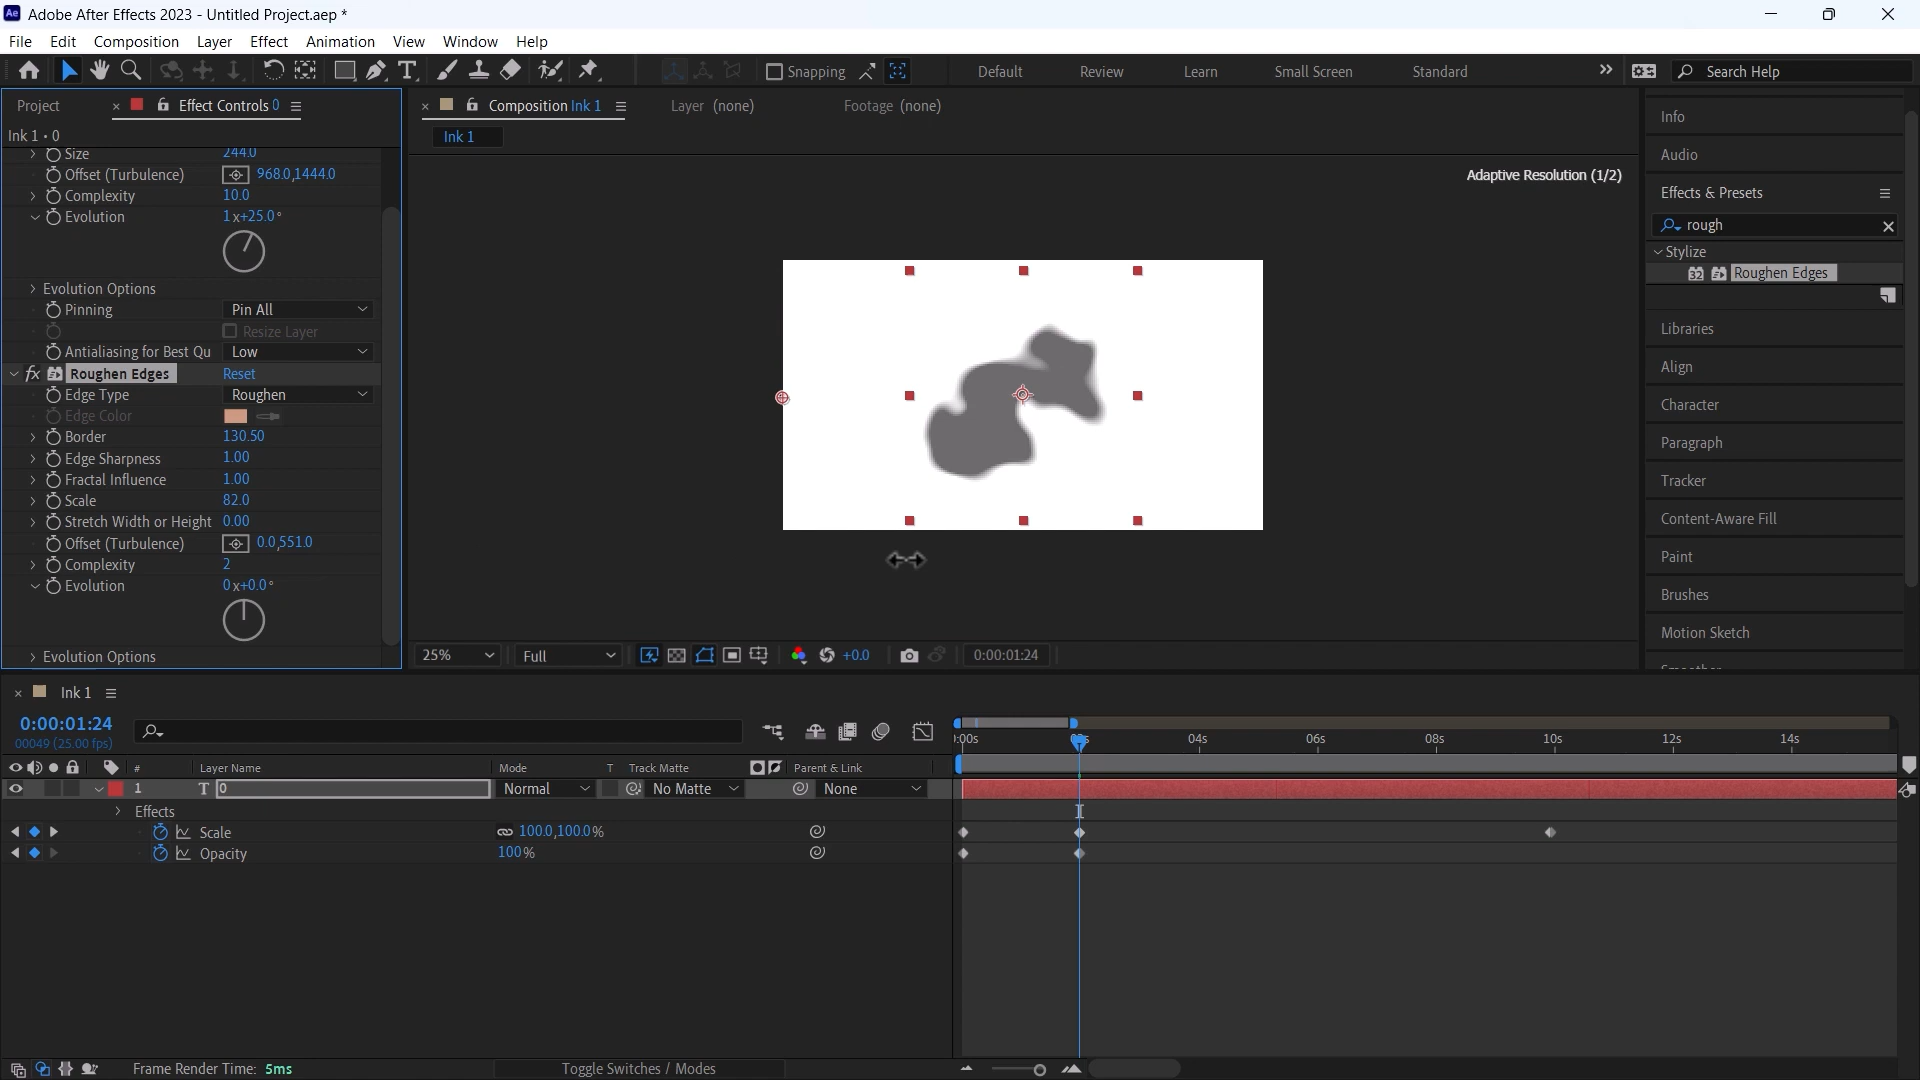 Ae Adobe After Effects 2023 - Untitled Project.aep *
File Edit Composition Layer Effect Animation View Window Help
Snapping Default Review Learn Small Screen Standard Search Help
Project × Effect Controls 0
Ink 1 • 0
Size 244.0
Offset (Turbulence) 968.0,1444.0
Complexity 10.0
Evolution 1x+25.0°
Evolution Options
Pinning Pin All
Resize Layer
Antialiasing for Best Qu Low
fx Roughen Edges Reset
Edge Type Roughen
Edge Color
Border 130.50
Edge Sharpness 1.00
Fractal Influence 1.00
Scale 82.0
Stretch Width or Height 0.00
Offset (Turbulence) 0.0,551.0
Complexity 2
Evolution 0x+0.0°
Evolution Options
× Composition Ink 1 Layer (none) Footage (none)
Ink 1
Adaptive Resolution (1/2)
25% Full +0.0 0:00:01:24
Info
Audio
Effects & Presets
rough
Stylize
32 Roughen Edges
Libraries
Align
Character
Paragraph
Tracker
Content-Aware Fill
Paint
Brushes
Motion Sketch
Smoother
× Ink 1
0:00:01:24
00049 (25.00 fps)
:00s 04s 06s 08s 10s 12s 14s
# Layer Name Mode T Track Matte Parent & Link
1 T 0 Normal No Matte None
Effects
Scale 100.0,100.0%
Opacity 100%
Frame Render Time: 5ms Toggle Switches / Modes